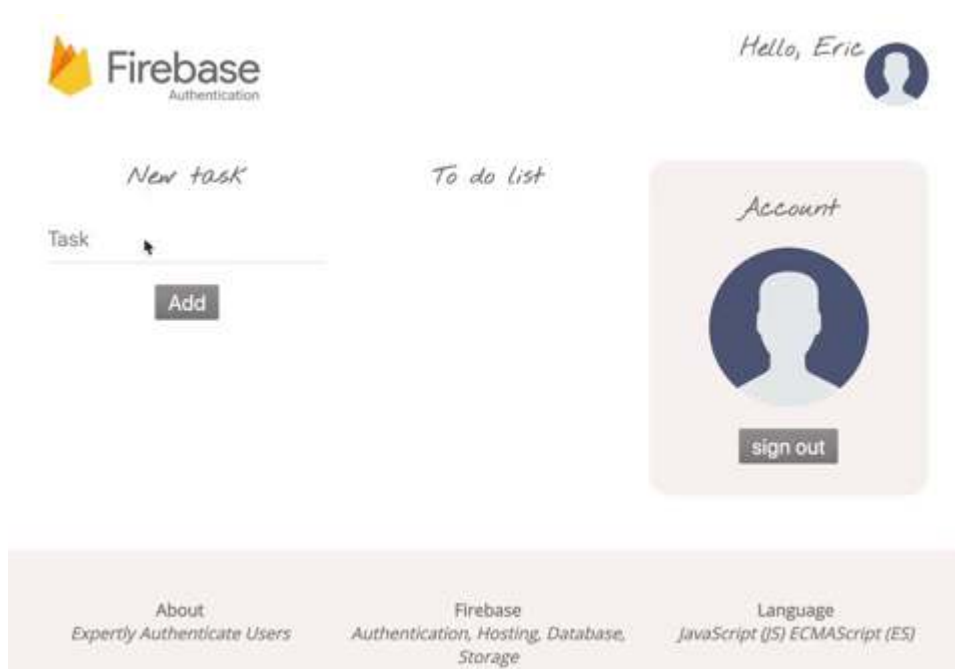 Firebase
Authentication
Hello, Eric
New task
To do list
Account
Task
Add
sign out
About
Expertly Authenticate Users
Firebase
Authentication, Hosting, Database,
Storage
Language
JavaScript (JS) ECMAScript (ES)